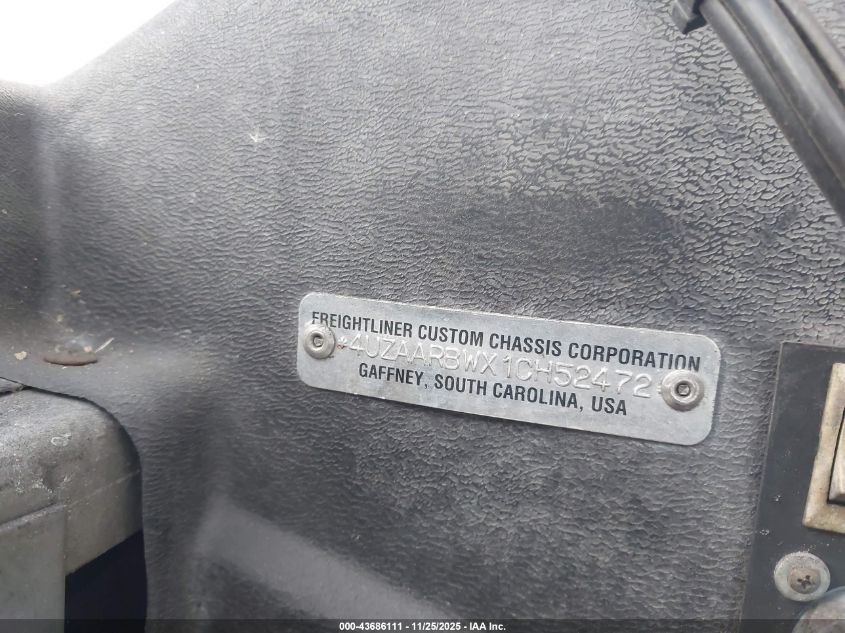 FREIGHTLINER CUSTOM CHASSIS CORPORATION
*4UZAARBWX1CH52472
GAFFNEY, SOUTH CAROLINA, USA
000-43686111 - 11/25/2025 - IAA Inc.